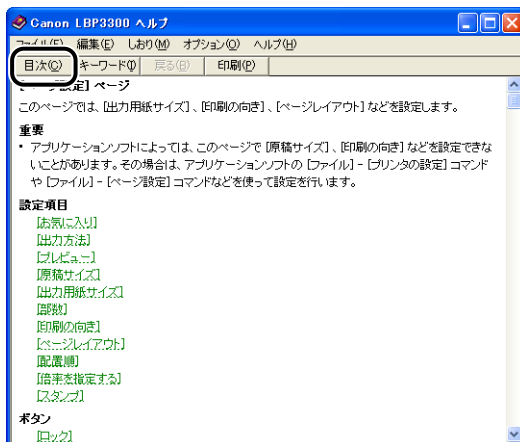 Canon LBP3300 ヘルプ
ファイル(F) 編集(E) しおり(M) オプション(O) ヘルプ(H)
目次(C) キーワード(I) 戻る(B) 印刷(P)
[ページ設定] ページ
このページでは、[出力用紙サイズ]、[印刷の向き]、[ページレイアウト] などを設定します。
重要
• アプリケーションソフトによっては、このページで [原稿サイズ]、[印刷の向き] などを設定できな
いことがあります。その場合は、アプリケーションソフトの [ファイル] - [プリンタの設定] コマンド
や [ファイル] - [ページ設定] コマンドなどを使って設定を行います。
設定項目
[お気に入り]
[出力方法]
[プレビュー]
[原稿サイズ]
[出力用紙サイズ]
[部数]
[印刷の向き]
[ページレイアウト]
[配置順]
[倍率を指定する]
[スタンプ]
ボタン
[ロック]